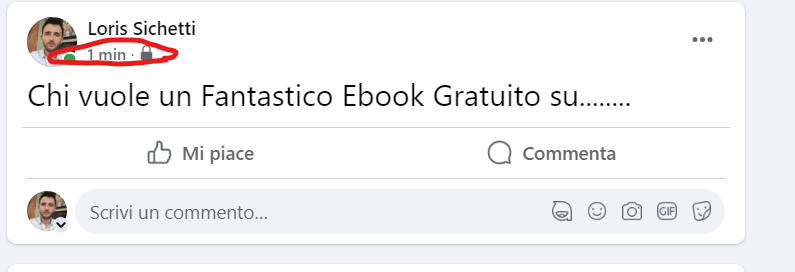 Loris Sichetti
1 min ·
Chi vuole un Fantastico Ebook Gratuito su........
Mi piace
Commenta
Scrivi un commento...
GIF